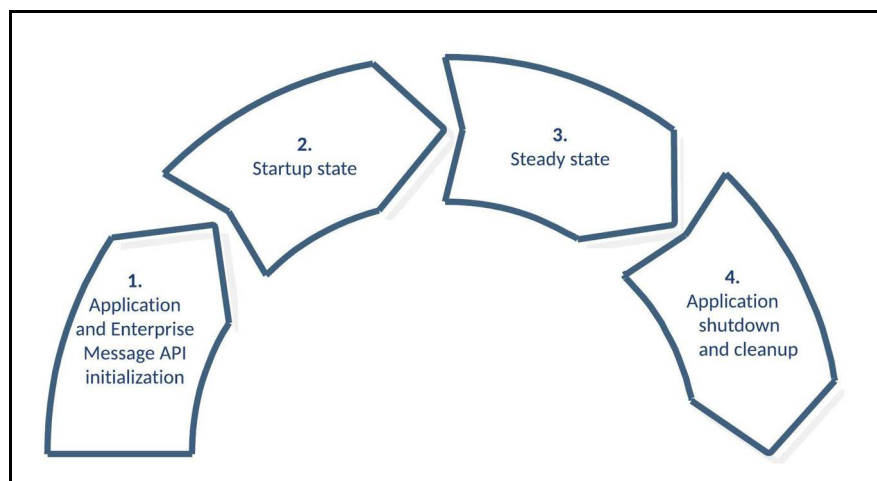 1.
Application
and Enterprise
Message API
initialization
2.
Startup state
3.
Steady state
4.
Application
shutdown
and cleanup